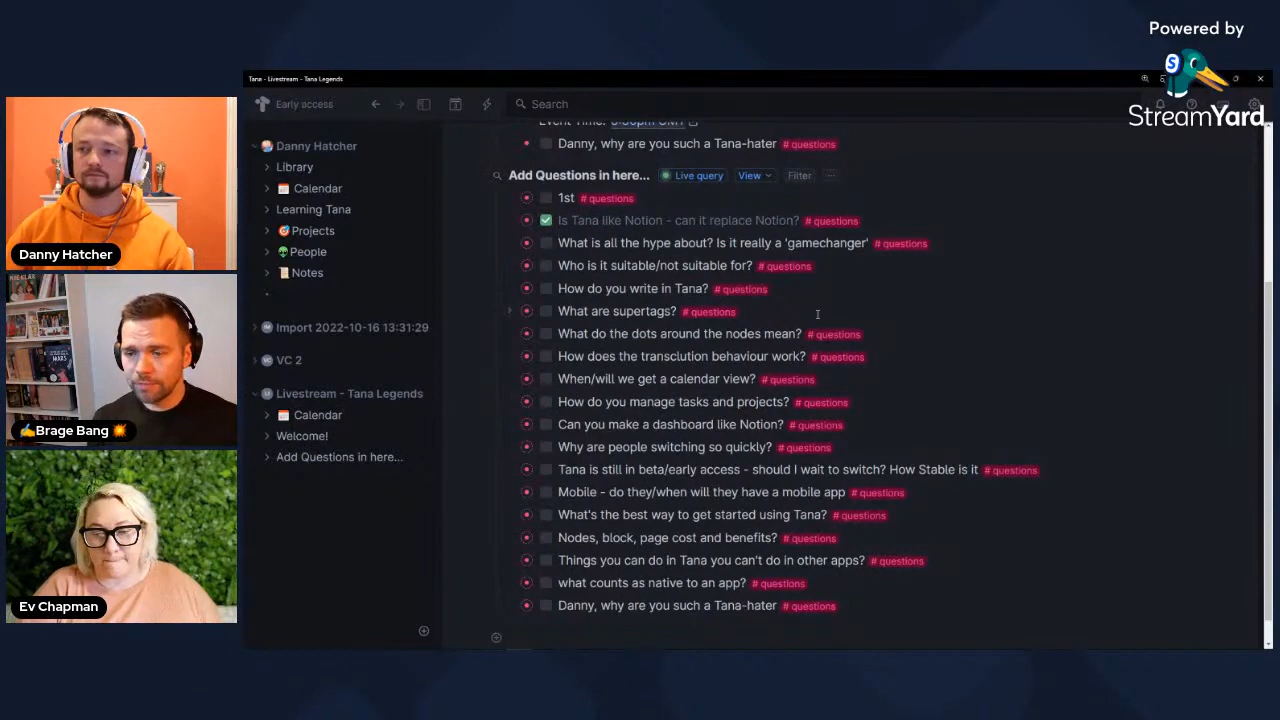 Powered by
S
StreamYard
Tana - Livestream - Tana Legends
Early access
Search
Danny Hatcher
Library
Calendar
Learning Tana
Projects
People
Notes
Import 2022-10-16 13:31:29
VC 2
Livestream - Tana Legends
Calendar
Welcome!
Add Questions in here...
Event Time: 5:30pm GMT
Danny, why are you such a Tana-hater # questions
Add Questions in here... Live query View Filter
1st # questions
Is Tana like Notion - can it replace Notion? # questions
What is all the hype about? Is it really a 'gamechanger' # questions
Who is it suitable/not suitable for? # questions
How do you write in Tana? # questions
What are supertags? # questions
What do the dots around the nodes mean? # questions
How does the transclution behaviour work? # questions
When/will we get a calendar view? # questions
How do you manage tasks and projects? # questions
Can you make a dashboard like Notion? # questions
Why are people switching so quickly? # questions
Tana is still in beta/early access - should I wait to switch? How Stable is it # questions
Mobile - do they/when will they have a mobile app # questions
What's the best way to get started using Tana? # questions
Nodes, block, page cost and benefits? # questions
Things you can do in Tana you can't do in other apps? # questions
what counts as native to an app? # questions
Danny, why are you such a Tana-hater # questions
Danny Hatcher
Brage Bang
Ev Chapman
MARS